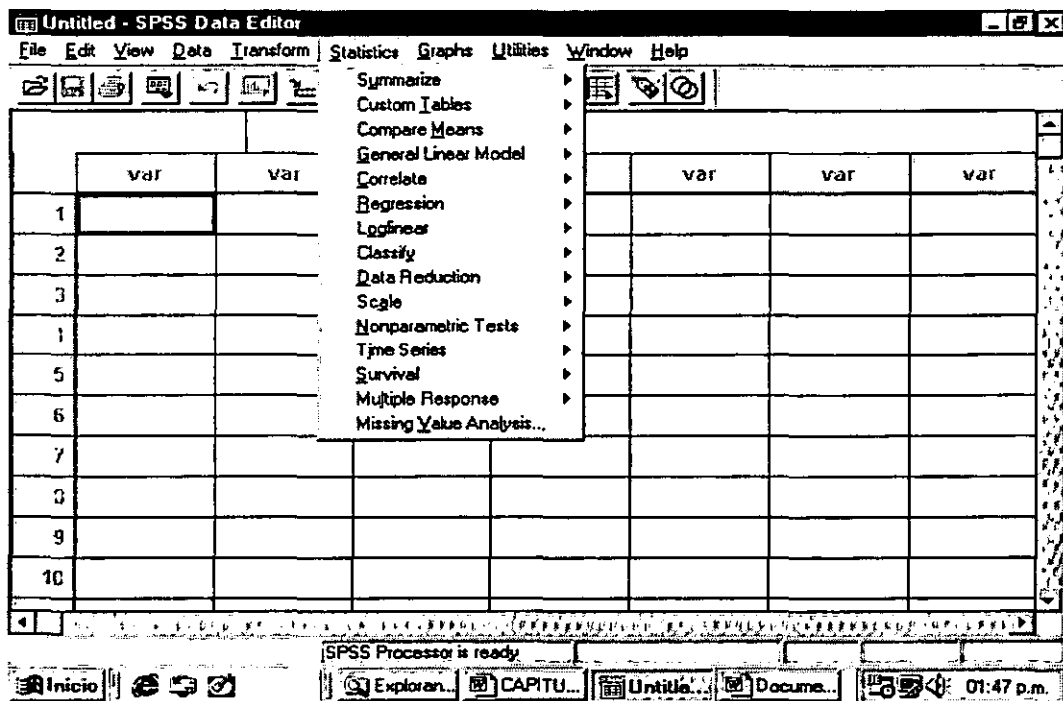 Untitled - SPSS Data Editor
File Edit View Data Transform Statistics Graphs Utilities Window Help
Summarize
Custom Tables
Compare Means
General Linear Model
Correlate
Regression
Loglinear
Classify
Data Reduction
Scale
Nonparametric Tests
Time Series
Survival
Multiple Response
Missing Value Analysis...
var var var var var
1
2
3
5
6
7
9
10
SPSS Processor is ready
Inicio Exploran... CAPITU... Untitle... Docume... 01:47 p.m.